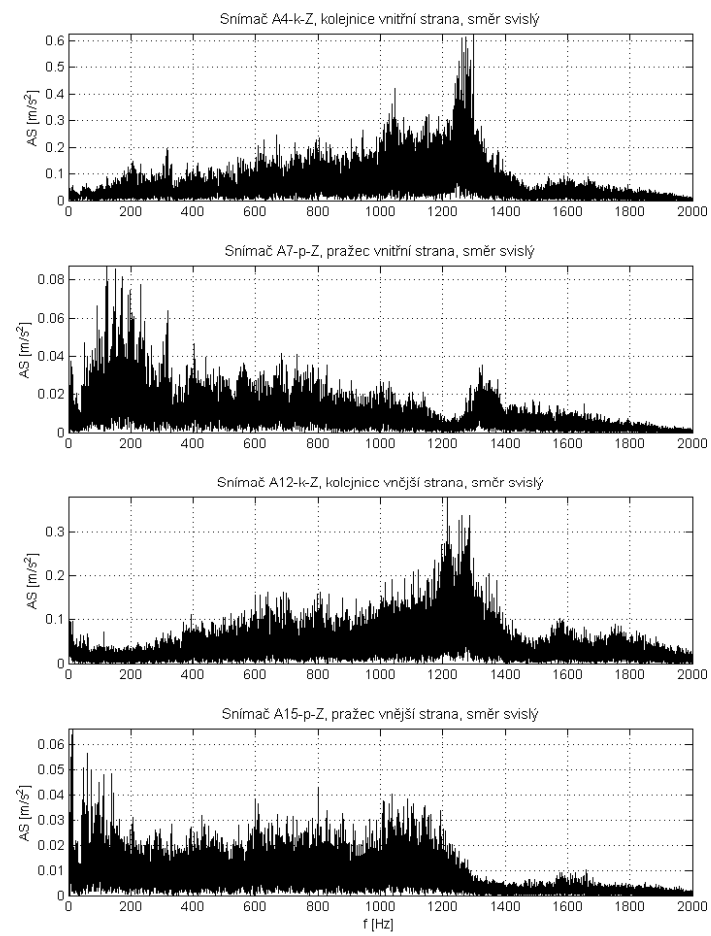 Snímač A4-k-Z, kolejnice vnitřní strana, směr svislý
AS [m/s²]
0.6
0.5
0.4
0.3
0.2
0.1
0
0 200 400 600 800 1000 1200 1400 1600 1800 2000
Snímač A7-p-Z, pražec vnitřní strana, směr svislý
AS [m/s²]
0.08
0.06
0.04
0.02
0
0 200 400 600 800 1000 1200 1400 1600 1800 2000
Snímač A12-k-Z, kolejnice vnější strana, směr svislý
AS [m/s²]
0.3
0.2
0.1
0
0 200 400 600 800 1000 1200 1400 1600 1800 2000
Snímač A15-p-Z, pražec vnější strana, směr svislý
AS [m/s²]
0.06
0.05
0.04
0.03
0.02
0.01
0
0 200 400 600 800 1000 1200 1400 1600 1800 2000
f [Hz]